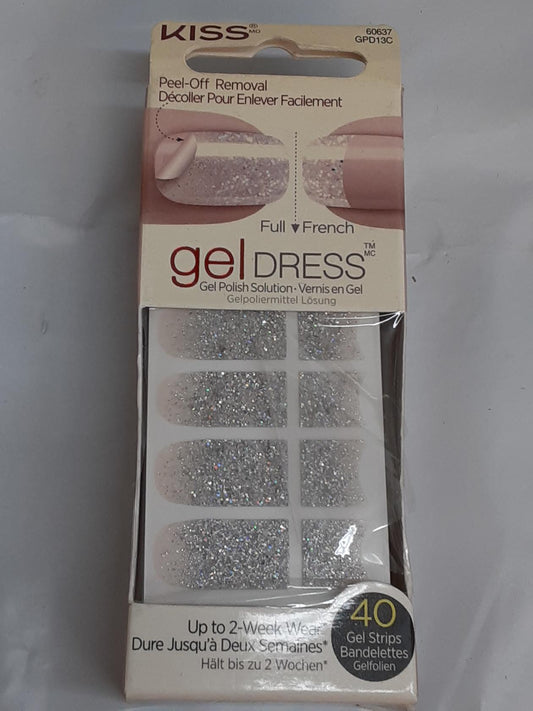 KISS® MD
60637
GPD13C
Peel-Off Removal
Décoller Pour Enlever Facilement
Full French
gel DRESS™ MC
Gel Polish Solution • Vernis en Gel
Gelpoliermittel Lösung
Up to 2-Week Wear*
Dure Jusqu'à Deux Semaines*
Hält bis zu 2 Wochen*
40
Gel Strips
Bandelettes
Gelfolien